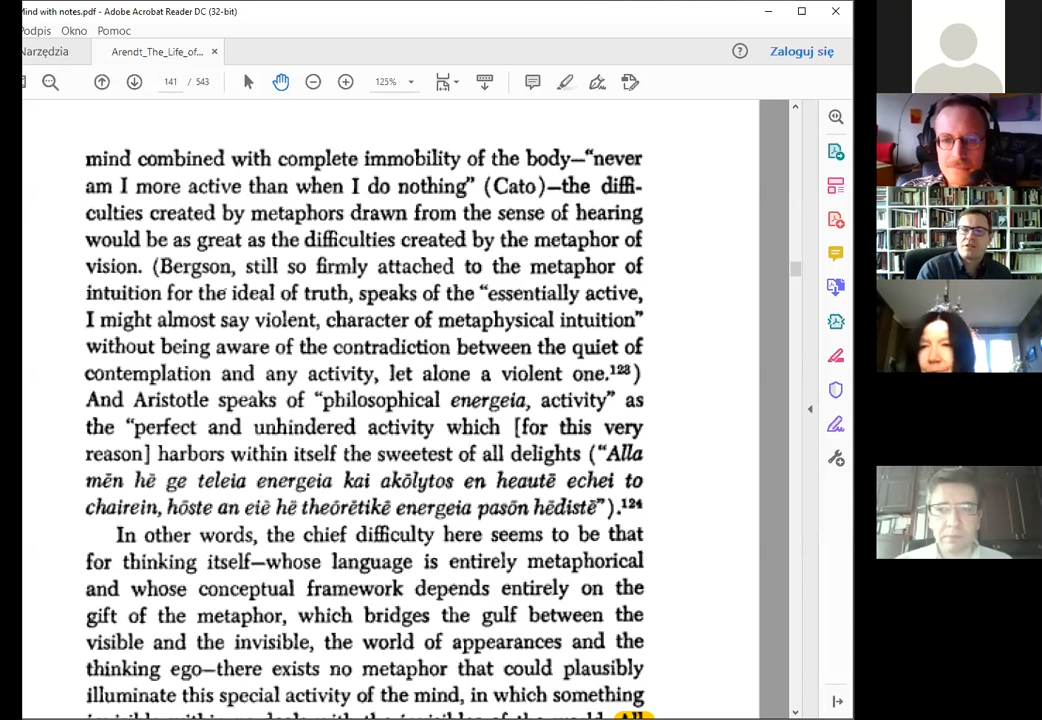 Mind with notes.pdf - Adobe Acrobat Reader DC (32-bit)
Podpis Okno Pomoc
Narzędzia
Arendt_The_Life_of...
Zaloguj się
141 / 543
125%
mind combined with complete immobility of the body—“never
am I more active than when I do nothing” (Cato)—the diffi-
culties created by metaphors drawn from the sense of hearing
would be as great as the difficulties created by the metaphor of
vision. (Bergson, still so firmly attached to the metaphor of
intuition for the ideal of truth, speaks of the “essentially active,
I might almost say violent, character of metaphysical intuition”
without being aware of the contradiction between the quiet of
contemplation and any activity, let alone a violent one.¹²³)
And Aristotle speaks of “philosophical energeia, activity” as
the “perfect and unhindered activity which [for this very
reason] harbors within itself the sweetest of all delights (“Alla
mēn hē ge teleia energeia kai akōlytos en heautē echei to
chairein, hōste an eiē hē theōrētikē energeia pasōn hēdistē”).¹²⁴
In other words, the chief difficulty here seems to be that
for thinking itself—whose language is entirely metaphorical
and whose conceptual framework depends entirely on the
gift of the metaphor, which bridges the gulf between the
visible and the invisible, the world of appearances and the
thinking ego—there exists no metaphor that could plausibly
illuminate this special activity of the mind, in which something